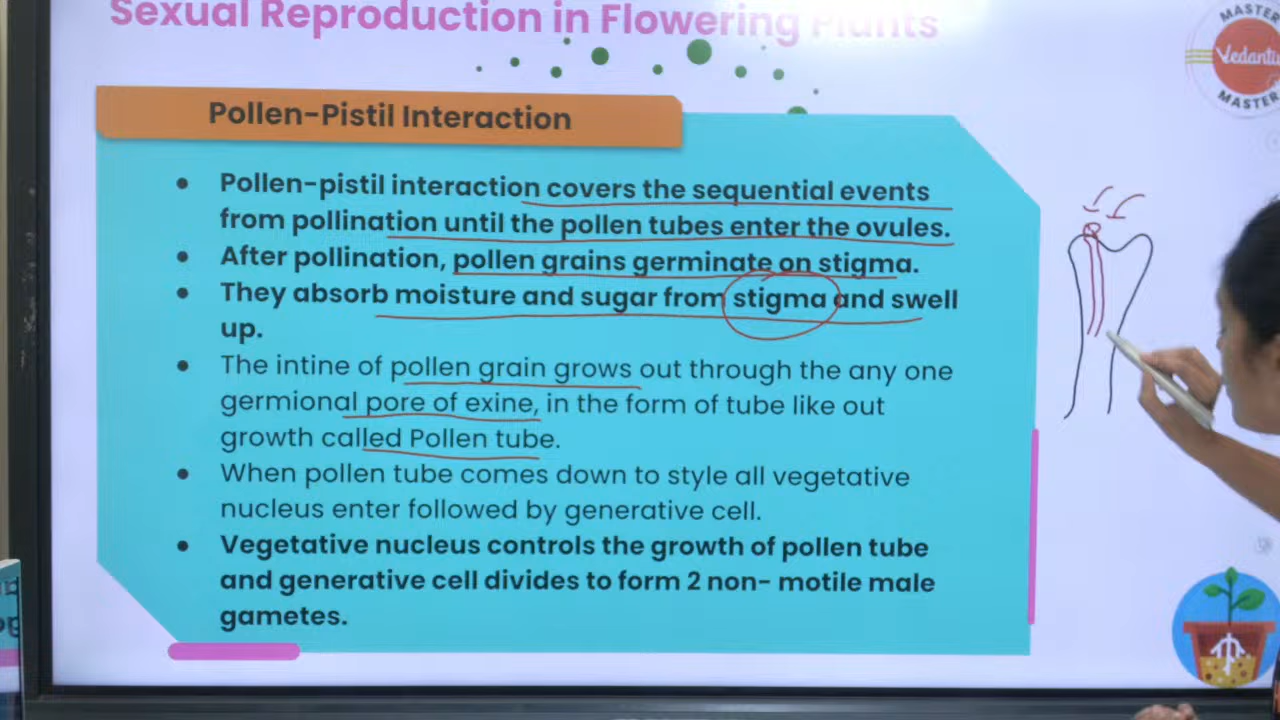 Sexual Reproduction in Flowering Plants
MASTER
Vedantu
MASTER
Pollen-Pistil Interaction
• Pollen-pistil interaction covers the sequential events
from pollination until the pollen tubes enter the ovules.
• After pollination, pollen grains germinate on stigma.
• They absorb moisture and sugar from stigma and swell
up.
• The intine of pollen grain grows out through the any one
germional pore of exine, in the form of tube like out
growth called Pollen tube.
• When pollen tube comes down to style all vegetative
nucleus enter followed by generative cell.
• Vegetative nucleus controls the growth of pollen tube
and generative cell divides to form 2 non- motile male
gametes.